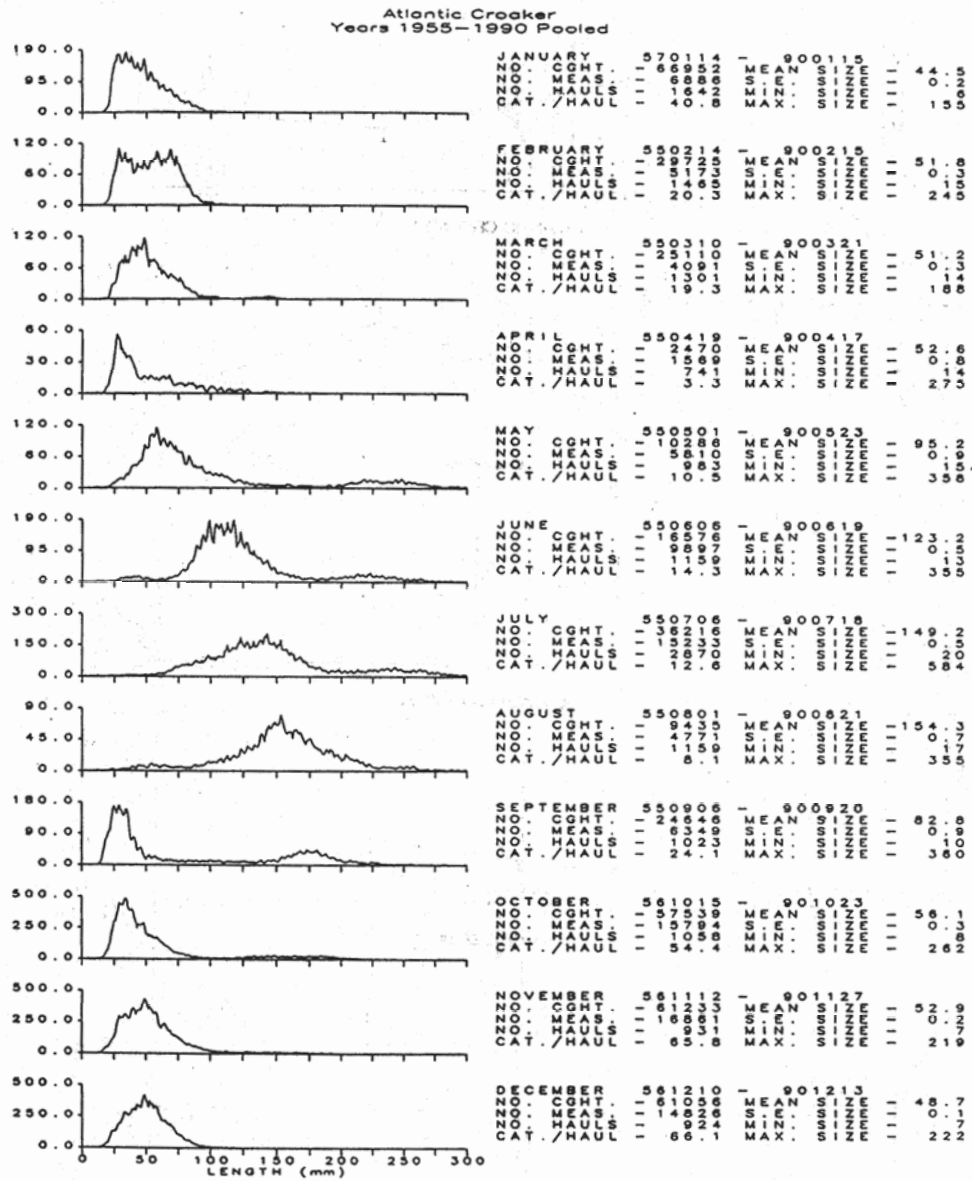 Atlantic Croaker
Years 1955-1990 Pooled
190.0
95.0
0.0
JANUARY 570114 - 900115
NO. CGHT. - 66952 MEAN SIZE - 44.5
NO. MEAS. - 6886 S.E. SIZE - 0.2
NO. HAULS - 1642 MIN. SIZE - 6
CAT./HAUL - 40.8 MAX. SIZE - 155
120.0
60.0
0.0
FEBRUARY 550214 - 900215
NO. CGHT. - 29725 MEAN SIZE - 51.8
NO. MEAS. - 5173 S.E. SIZE - 0.3
NO. HAULS - 1465 MIN. SIZE - 15
CAT./HAUL - 20.3 MAX. SIZE - 245
120.0
60.0
0.0
MARCH 550310 - 900321
NO. CGHT. - 25110 MEAN SIZE - 51.2
NO. MEAS. - 4091 S.E. SIZE - 0.3
NO. HAULS - 1301 MIN. SIZE - 14
CAT./HAUL - 19.3 MAX. SIZE - 188
60.0
30.0
0.0
APRIL 550419 - 900417
NO. CGHT. - 2470 MEAN SIZE - 52.6
NO. MEAS. - 1569 S.E. SIZE - 0.8
NO. HAULS - 741 MIN. SIZE - 14
CAT./HAUL - 3.3 MAX. SIZE - 275
120.0
60.0
0.0
MAY 550501 - 900523
NO. CGHT. - 10286 MEAN SIZE - 95.2
NO. MEAS. - 5810 S.E. SIZE - 0.9
NO. HAULS - 983 MIN. SIZE - 15
CAT./HAUL - 10.5 MAX. SIZE - 358
190.0
95.0
0.0
JUNE 550606 - 900619
NO. CGHT. - 16576 MEAN SIZE -123.2
NO. MEAS. - 9897 S.E. SIZE - 0.5
NO. HAULS - 1159 MIN. SIZE - 13
CAT./HAUL - 14.3 MAX. SIZE - 355
300.0
150.0
0.0
JULY 550706 - 900718
NO. CGHT. - 36216 MEAN SIZE -149.2
NO. MEAS. - 15233 S.E. SIZE - 0.5
NO. HAULS - 2870 MIN. SIZE - 20
CAT./HAUL - 12.6 MAX. SIZE - 584
90.0
45.0
0.0
AUGUST 550801 - 900821
NO. CGHT. - 9435 MEAN SIZE -154.3
NO. MEAS. - 4771 S.E. SIZE - 0.7
NO. HAULS - 1159 MIN. SIZE - 17
CAT./HAUL - 8.1 MAX. SIZE - 355
180.0
90.0
0.0
SEPTEMBER 550906 - 900920
NO. CGHT. - 24646 MEAN SIZE - 82.8
NO. MEAS. - 6349 S.E. SIZE - 0.9
NO. HAULS - 1023 MIN. SIZE - 10
CAT./HAUL - 24.1 MAX. SIZE - 360
500.0
250.0
0.0
OCTOBER 561015 - 901023
NO. CGHT. - 57539 MEAN SIZE - 56.1
NO. MEAS. - 15794 S.E. SIZE - 0.3
NO. HAULS - 1058 MIN. SIZE - 8
CAT./HAUL - 54.4 MAX. SIZE - 262
500.0
250.0
0.0
NOVEMBER 561112 - 901127
NO. CGHT. - 61233 MEAN SIZE - 52.9
NO. MEAS. - 16861 S.E. SIZE - 0.2
NO. HAULS - 931 MIN. SIZE - 7
CAT./HAUL - 65.8 MAX. SIZE - 219
500.0
250.0
0.0
DECEMBER 561210 - 901213
NO. CGHT. - 61056 MEAN SIZE - 48.7
NO. MEAS. - 14826 S.E. SIZE - 0.1
NO. HAULS - 924 MIN. SIZE - 7
CAT./HAUL - 66.1 MAX. SIZE - 222
0 50 100 150 200 250 300
LENGTH (mm)